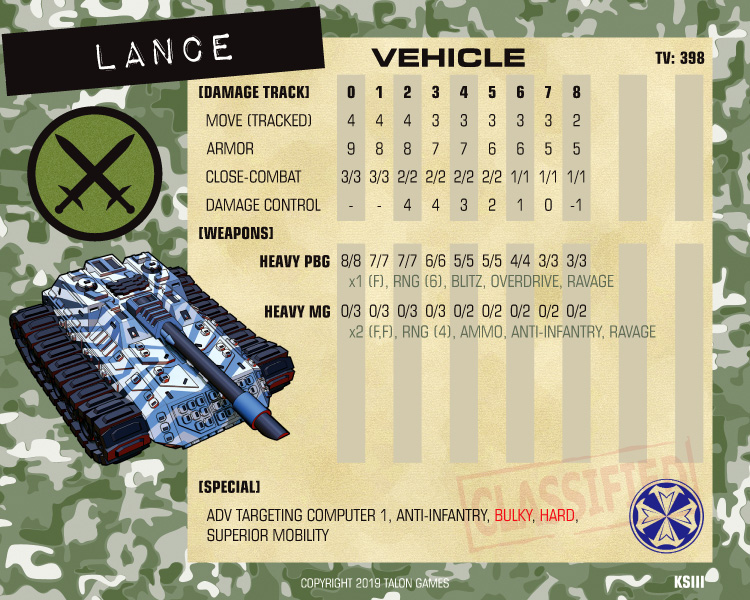 LANCE
VEHICLE TV: 398
[DAMAGE TRACK] 0 1 2 3 4 5 6 7 8
MOVE (TRACKED) 4 4 4 3 3 3 3 3 2
ARMOR 9 8 8 7 7 6 6 5 5
CLOSE-COMBAT 3/3 3/3 2/2 2/2 2/2 2/2 1/1 1/1 1/1
DAMAGE CONTROL - - 4 4 3 2 1 0 -1
[WEAPONS]
HEAVY PBG 8/8 7/7 7/7 6/6 5/5 5/5 4/4 3/3 3/3
x1 (F), RNG (6), BLITZ, OVERDRIVE, RAVAGE
HEAVY MG 0/3 0/3 0/3 0/3 0/2 0/2 0/2 0/2 0/2
x2 (F,F), RNG (4), AMMO, ANTI-INFANTRY, RAVAGE
CLASSIFIED
[SPECIAL]
ADV TARGETING COMPUTER 1, ANTI-INFANTRY, BULKY, HARD,
SUPERIOR MOBILITY
COPYRIGHT 2019 TALON GAMES
KSIII